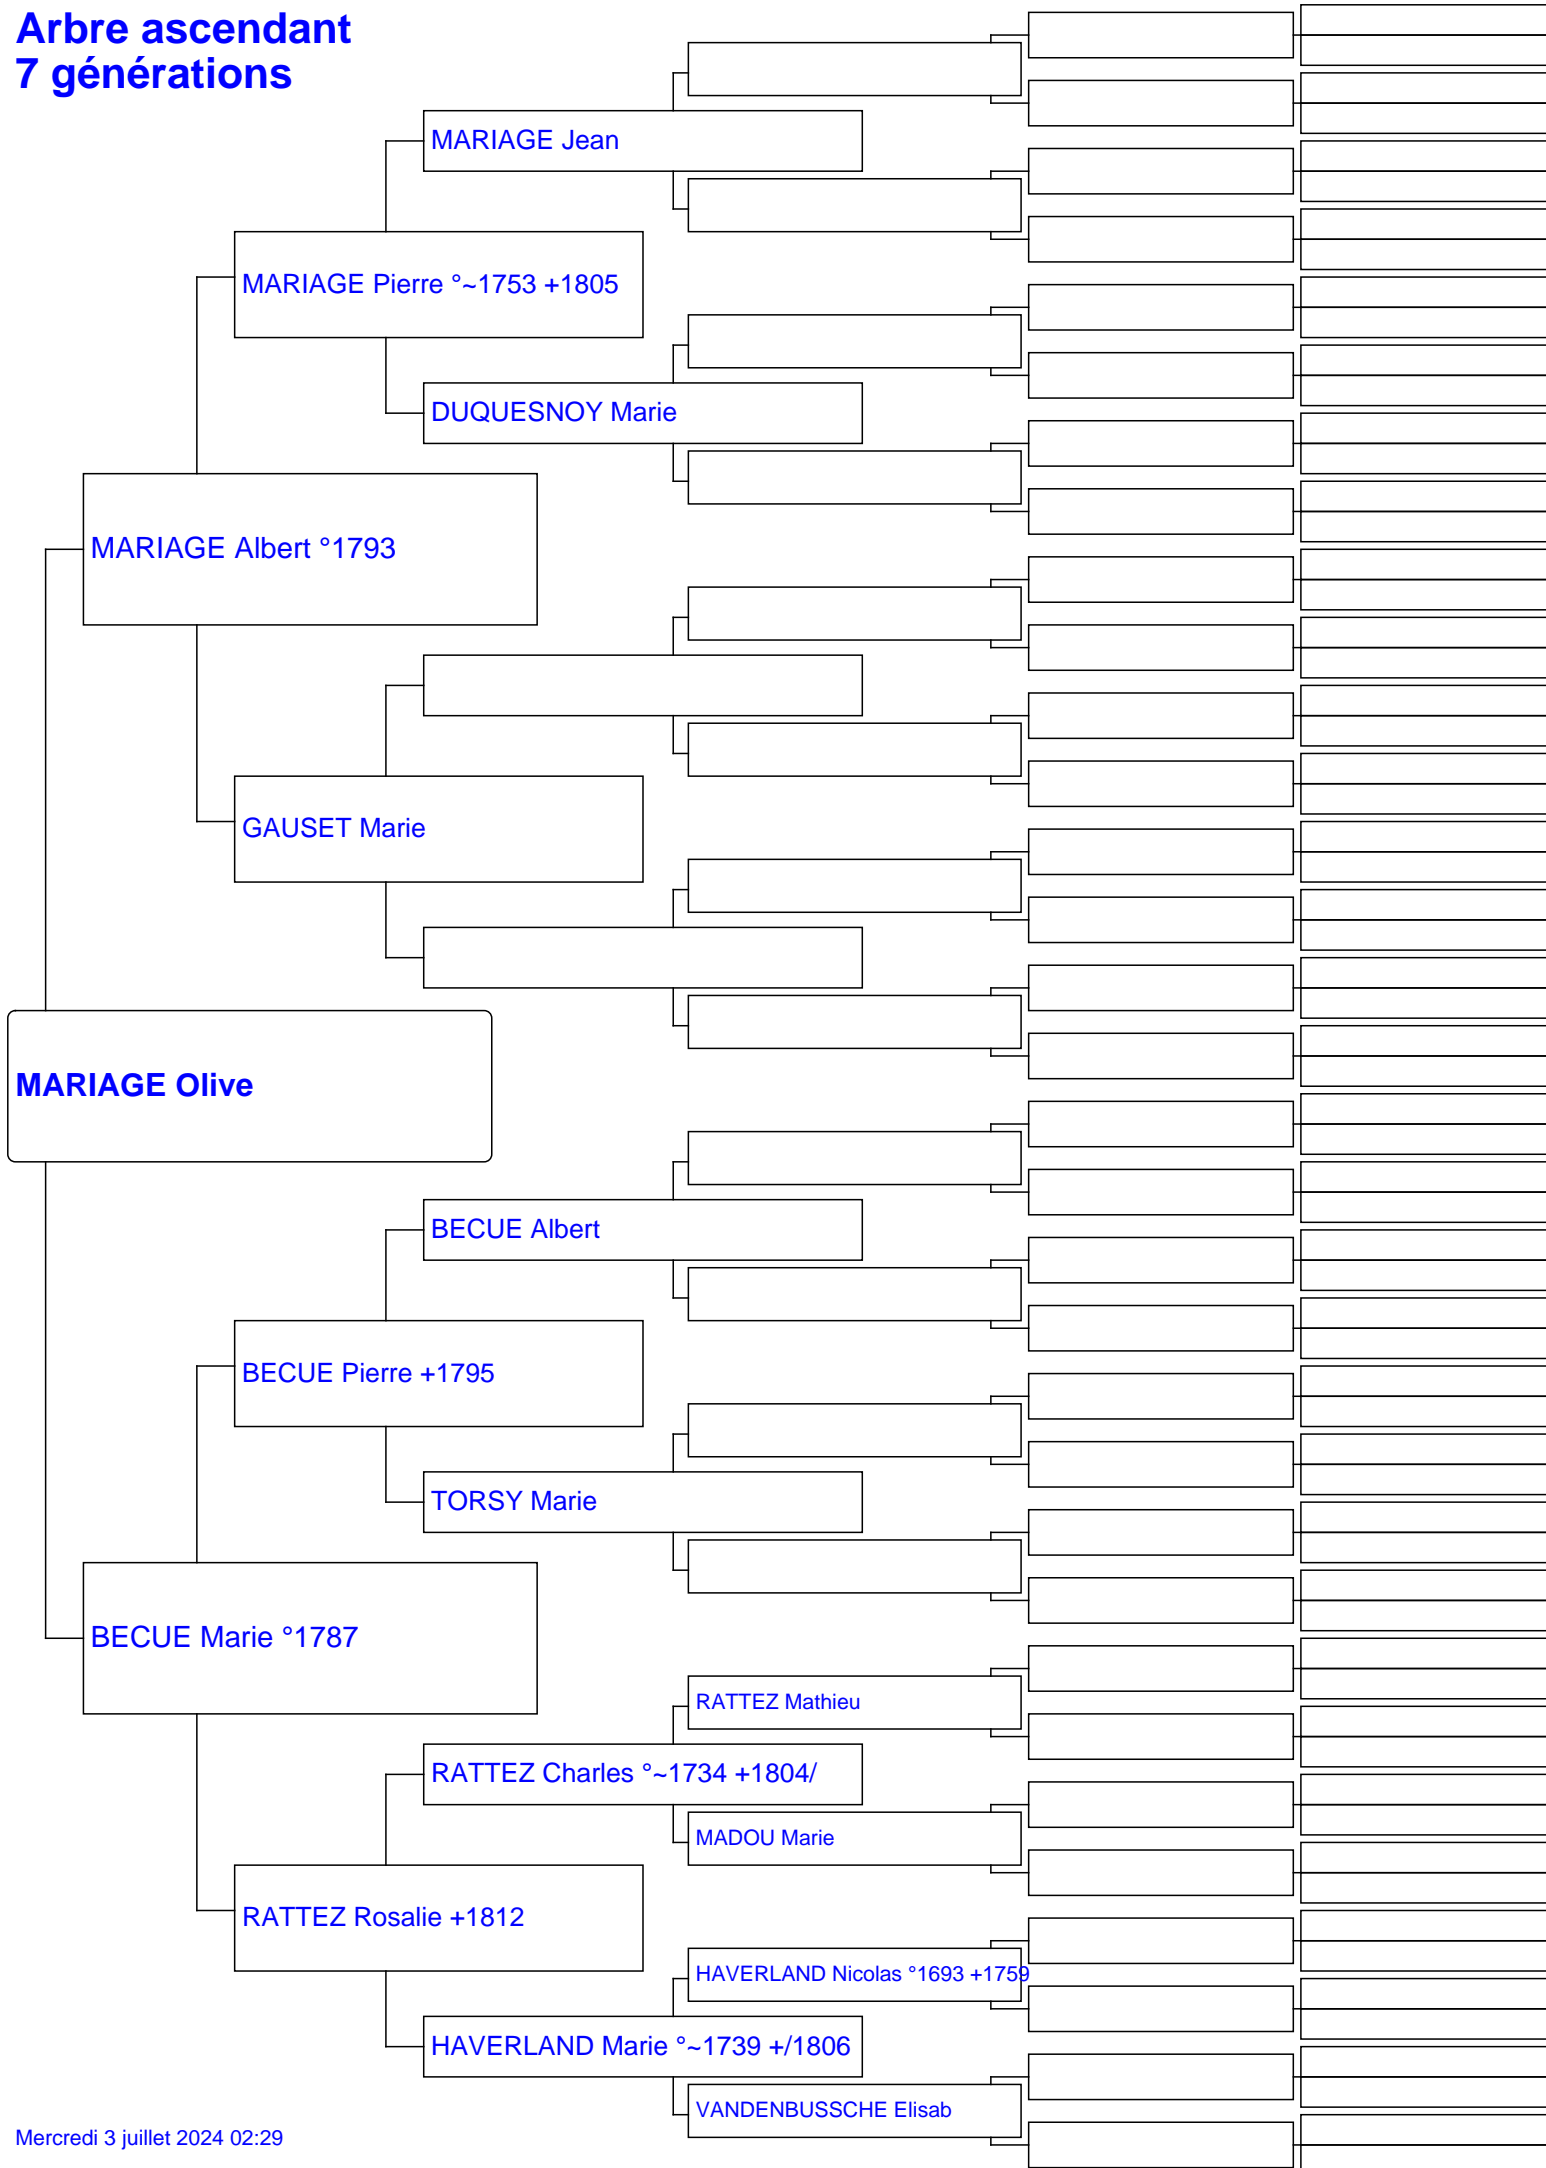 Arbre ascendant
7 générations
MARIAGE Jean
MARIAGE Pierre °~1753 +1805
DUQUESNOY Marie
MARIAGE Albert °1793
GAUSET Marie
MARIAGE Olive
BECUE Albert
BECUE Pierre +1795
TORSY Marie
BECUE Marie °1787
RATTEZ Mathieu
RATTEZ Charles °~1734 +1804/
MADOU Marie
RATTEZ Rosalie +1812
HAVERLAND Nicolas °1693 +1759
HAVERLAND Marie °~1739 +/1806
VANDENBUSSCHE Elisab
Mercredi 3 juillet 2024 02:29